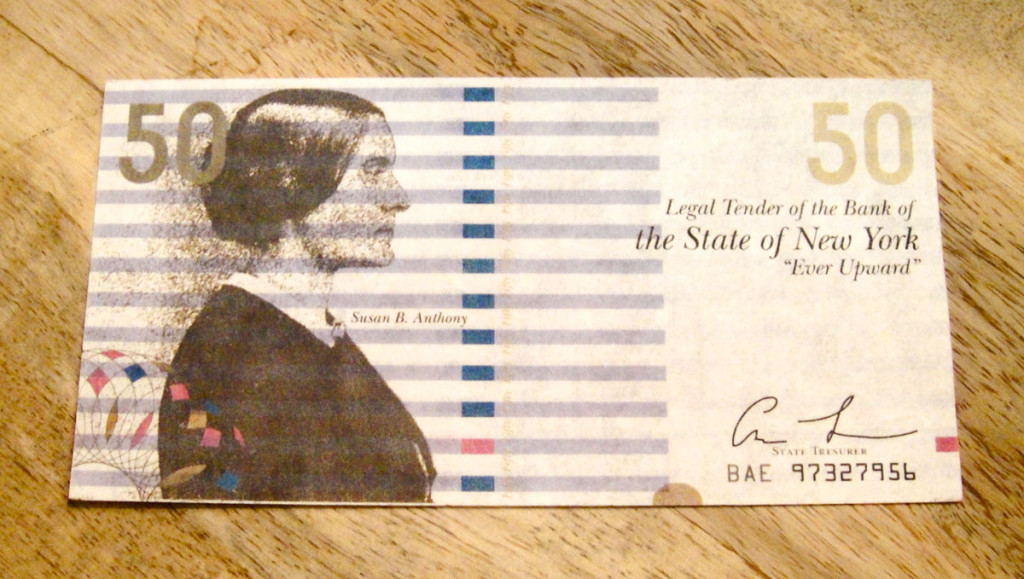 50
50
Legal Tender of the Bank of
the State of New York
“Ever Upward”
Susan B. Anthony
State Tresurer
BAE 97327956